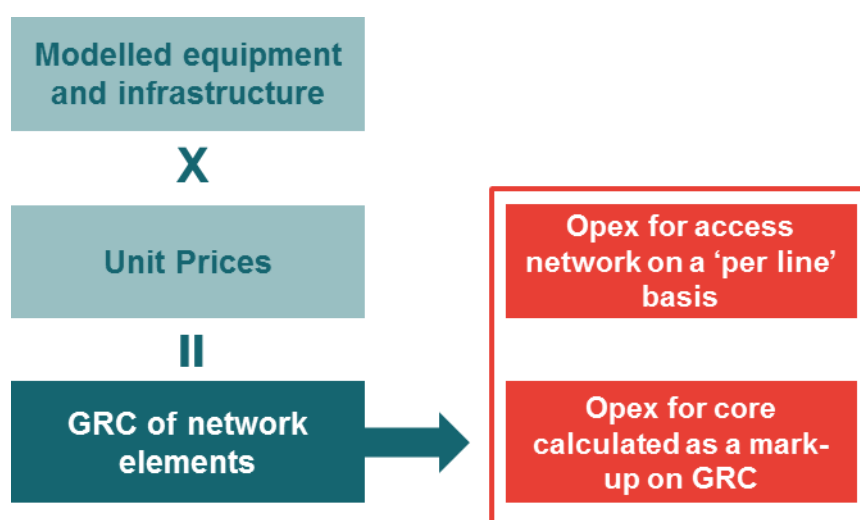 Modelled equipment
and infrastructure
X
Unit Prices
=
GRC of network
elements
Opex for access
network on a ‘per line’
basis
Opex for core
calculated as a mark-
up on GRC